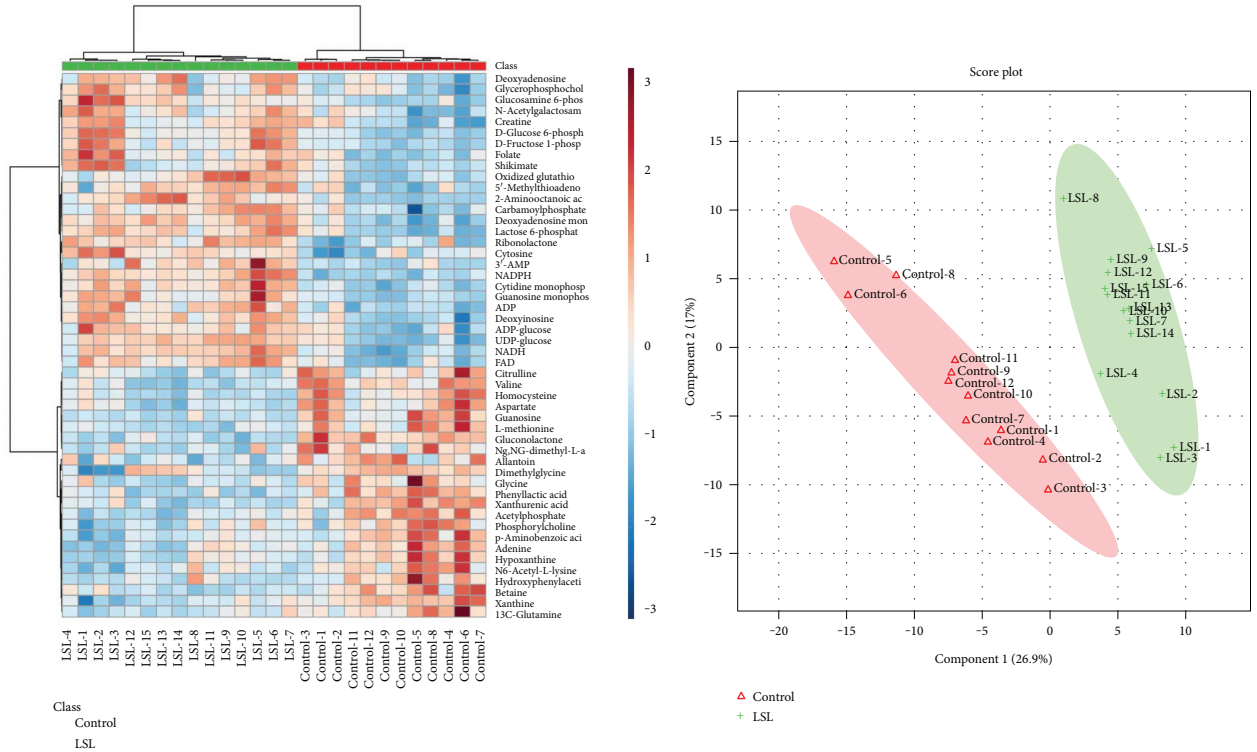 Class
Deoxyadenosine
Glycerophosphochol
Glucosamine 6-phos
N-Acetylgalactosam
Creatine
D-Glucose 6-phosph
D-Fructose 1-phosp
Folate
Shikimate
Oxidized glutathio
5′-Methylthioadeno
2-Aminooctanoic ac
Carbamoylphosphate
Deoxyadenosine mon
Lactose 6-phosphat
Ribonolactone
Cytosine
3′-AMP
NADPH
Cytidine monophosp
Guanosine monophos
ADP
Deoxyinosine
ADP-glucose
UDP-glucose
NADH
FAD
Citrulline
Valine
Homocysteine
Aspartate
Guanosine
L-methionine
Gluconolactone
Ng,NG-dimethyl-L-a
Allantoin
Dimethylglycine
Glycine
Phenyllactic acid
Xanthurenic acid
Acetylphosphate
Phosphorylcholine
p-Aminobenzoic aci
Adenine
Hypoxanthine
N6-Acetyl-L-lysine
Hydroxyphenylaceti
Betaine
Xanthine
13C-Glutamine
LSL-4
LSL-1
LSL-2
LSL-3
LSL-12
LSL-15
LSL-13
LSL-14
LSL-8
LSL-11
LSL-9
LSL-10
LSL-5
LSL-6
LSL-7
Control-3
Control-1
Control-2
Control-11
Control-12
Control-9
Control-10
Control-5
Control-8
Control-4
Control-6
Control-7
3
2
1
0
−1
−2
−3
Class
Control
LSL
Score plot
Component 2 (17%)
15
10
5
0
−5
−10
−15
LSL-8
LSL-5
LSL-9
LSL-12
LSL-6
LSL-15
LSL-11
LSL-13
LSL-10
LSL-7
LSL-14
LSL-4
LSL-2
LSL-1
LSL-3
Control-5
Control-8
Control-6
Control-11
Control-9
Control-12
Control-10
Control-7
Control-1
Control-4
Control-2
Control-3
−20
−15
−10
−5
0
5
10
Component 1 (26.9%)
Control
LSL